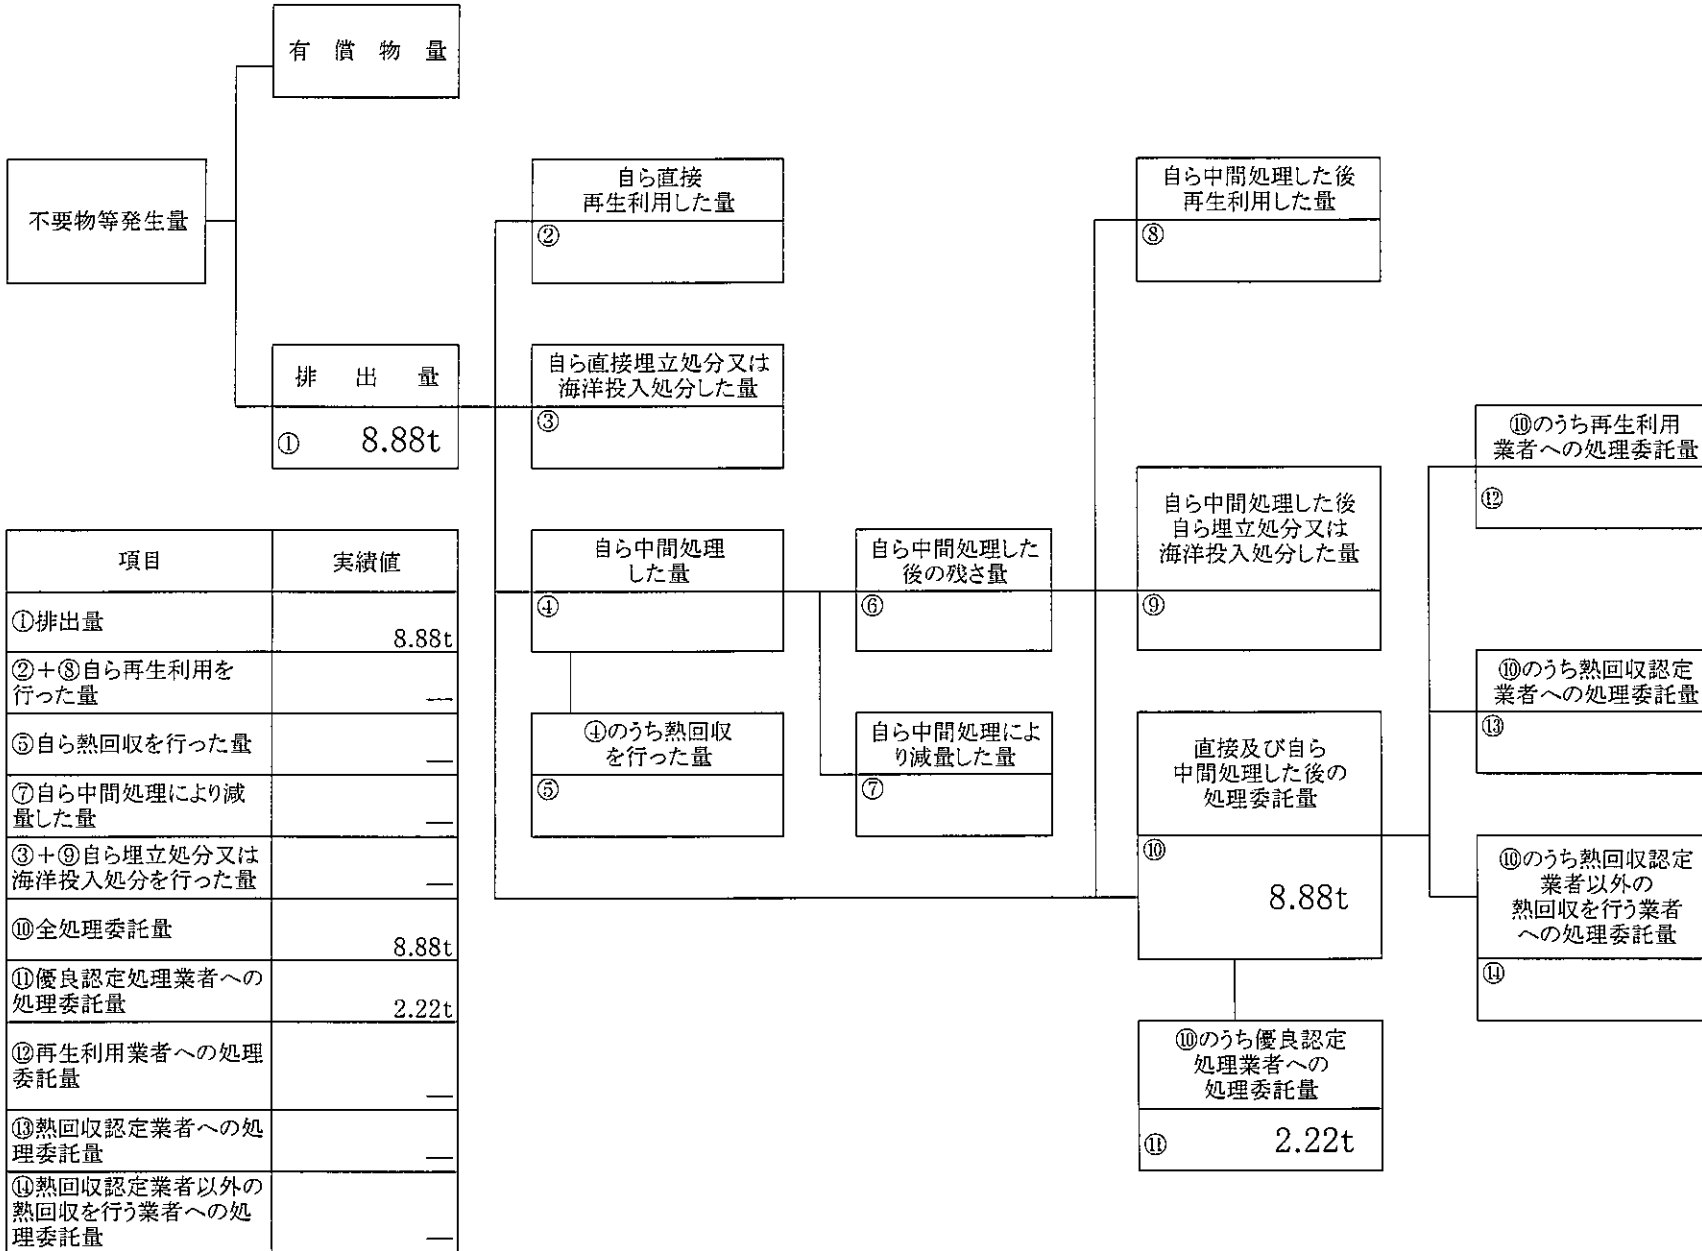 有償物量
不要物等発生量
排出量
① 8.88t
自ら直接
再生利用した量
②
自ら直接埋立処分又は
海洋投入処分した量
③
自ら中間処理
した量
④
④のうち熱回収
を行った量
⑤
自ら中間処理した
後の残さ量
⑥
自ら中間処理によ
り減量した量
⑦
自ら中間処理した後
再生利用した量
⑧
自ら中間処理した後
自ら埋立処分又は
海洋投入処分した量
⑨
直接及び自ら
中間処理した後の
処理委託量
⑩
8.88t
⑩のうち優良認定
処理業者への
処理委託量
⑪ 2.22t
⑩のうち再生利用
業者への処理委託量
⑫
⑩のうち熱回収認定
業者への処理委託量
⑬
⑩のうち熱回収認定
業者以外の
熱回収を行う業者
への処理委託量
⑭
項目 実績値
①排出量
8.88t
②+⑧自ら再生利用を
行った量 —
⑤自ら熱回収を行った量 —
⑦自ら中間処理により減
量した量 —
③+⑨自ら埋立処分又は
海洋投入処分を行った量 —
⑩全処理委託量
8.88t
⑪優良認定処理業者への
処理委託量 2.22t
⑫再生利用業者への処理
委託量 —
⑬熱回収認定業者への処
理委託量 —
⑭熱回収認定業者以外の
熱回収を行う業者への処
理委託量 —